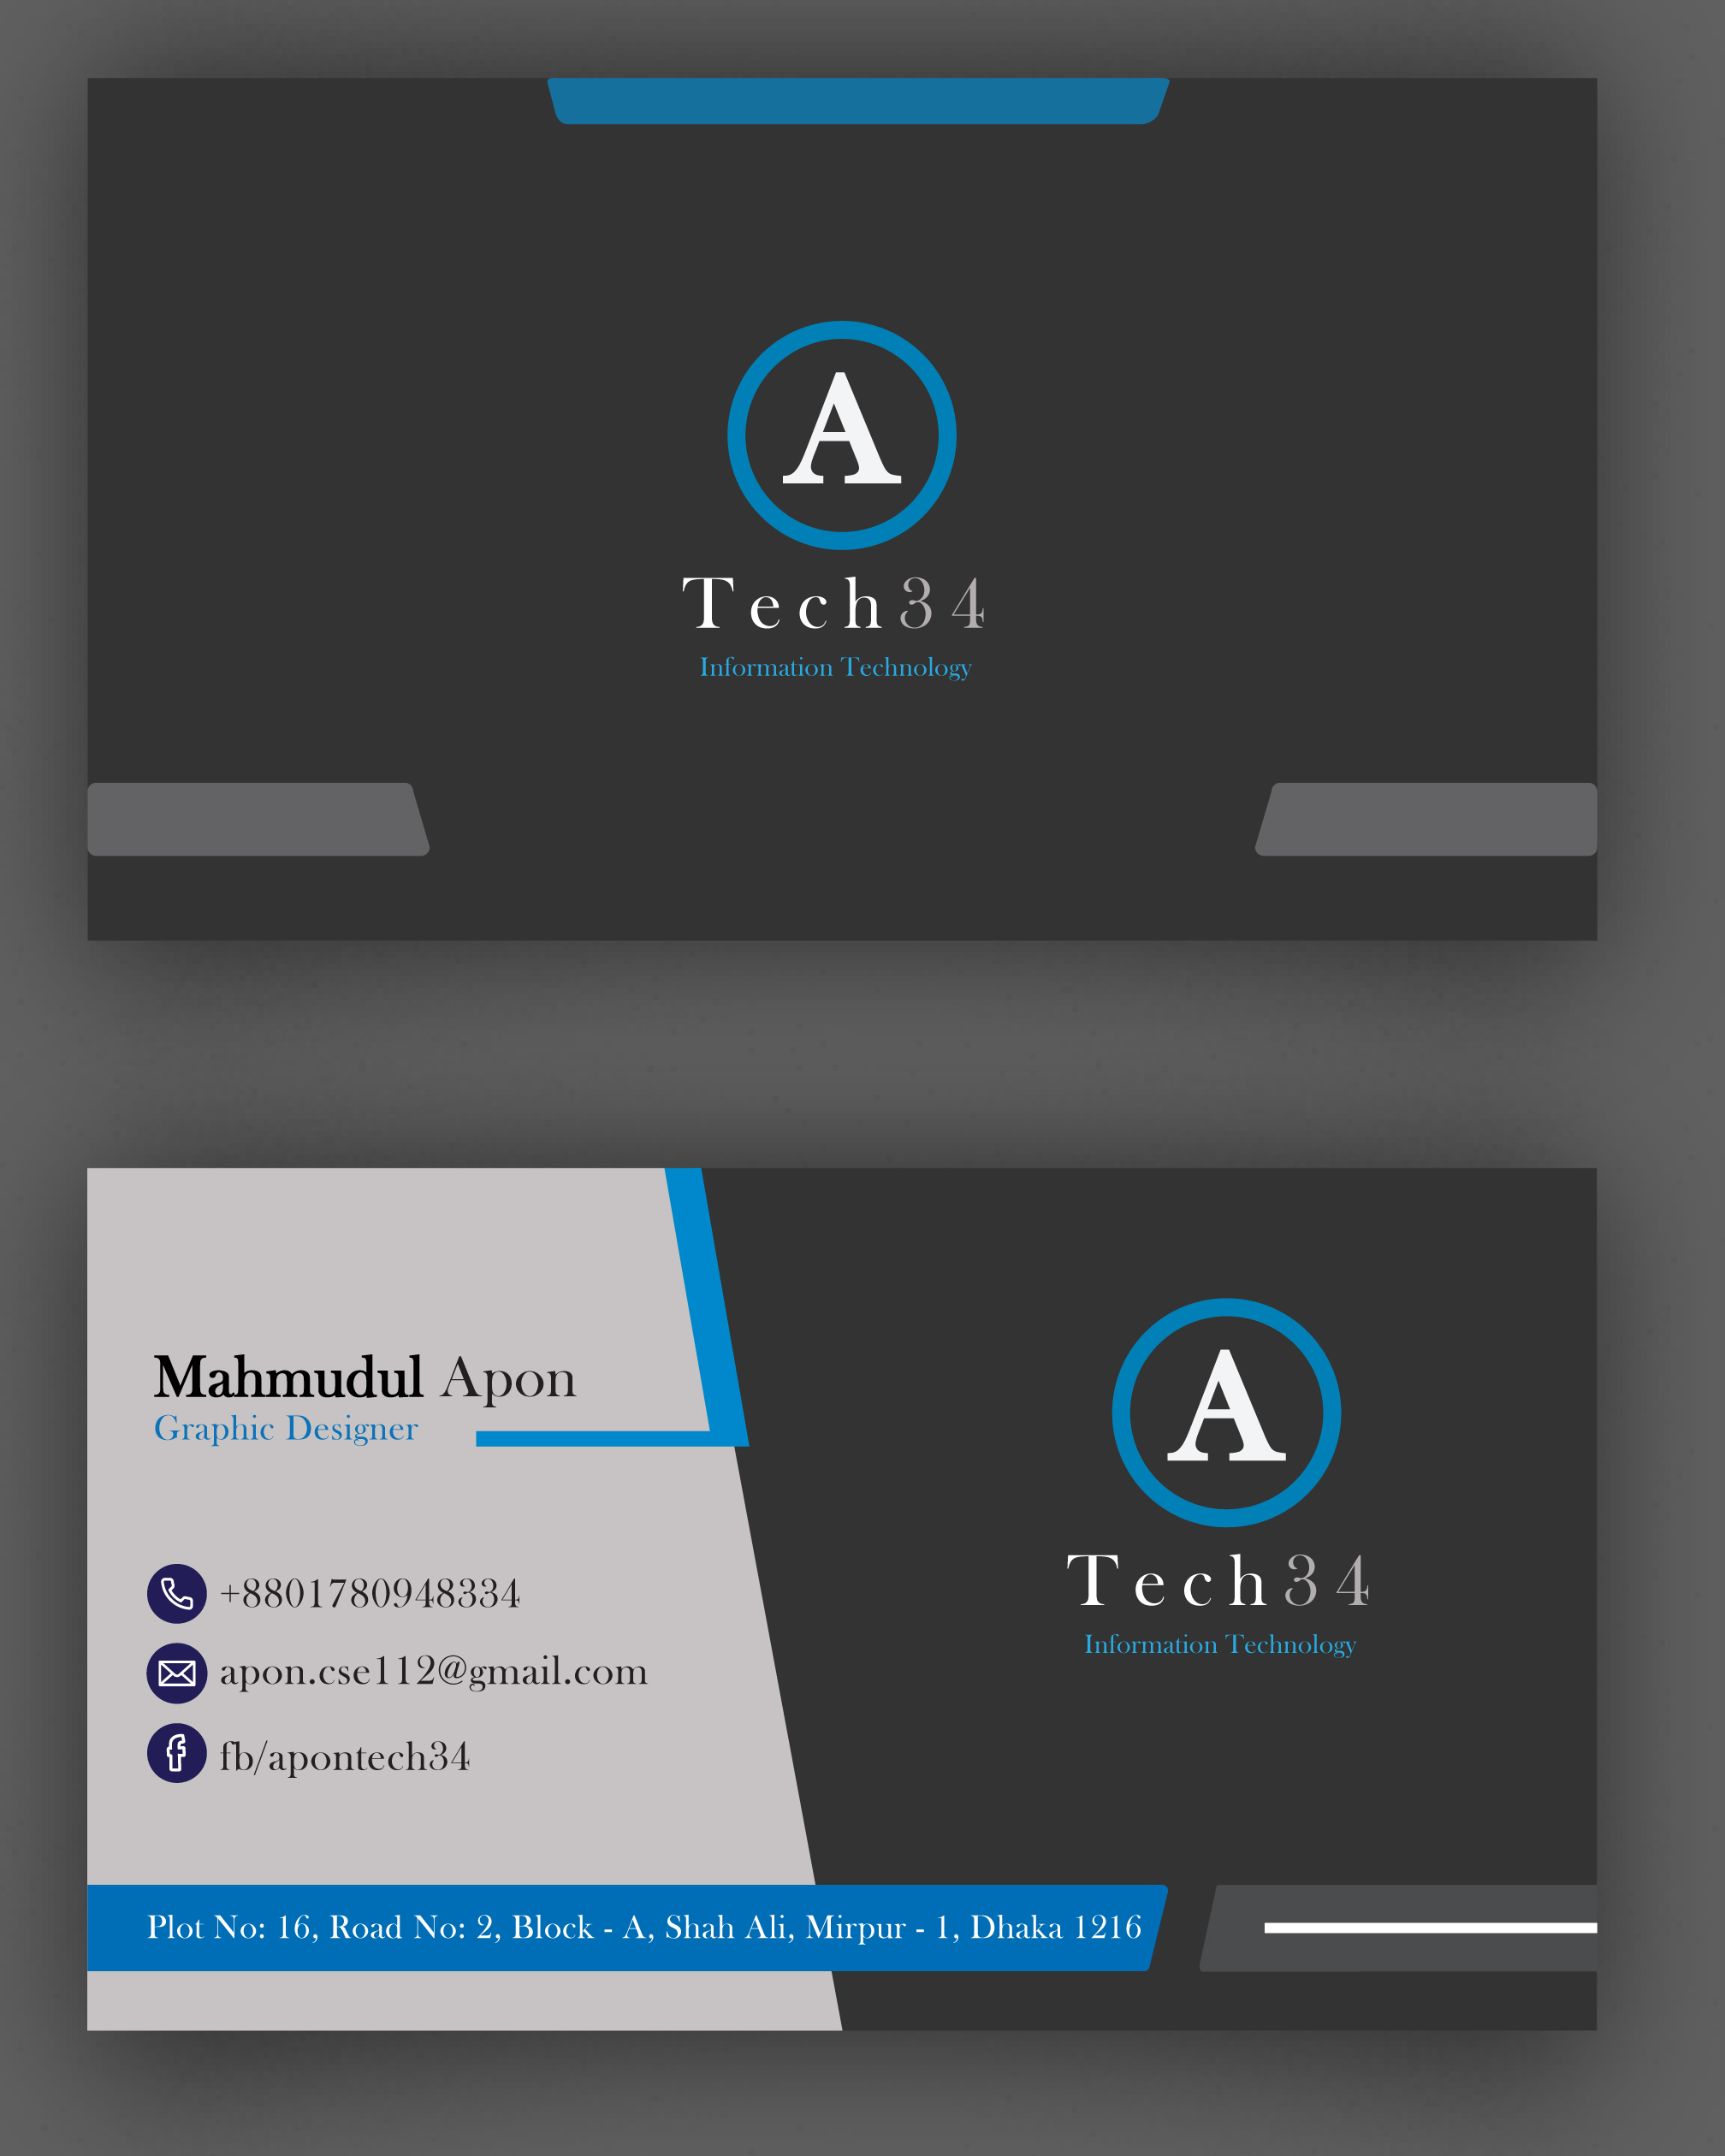 A
Tech34
Information Technology
Mahmudul Apon
Graphic Designer
+8801780948334
apon.cse112@gmail.com
fb/apontech34
A
Tech34
Information Technology
Plot No: 16, Road No: 2, Block - A, Shah Ali, Mirpur - 1, Dhaka 1216